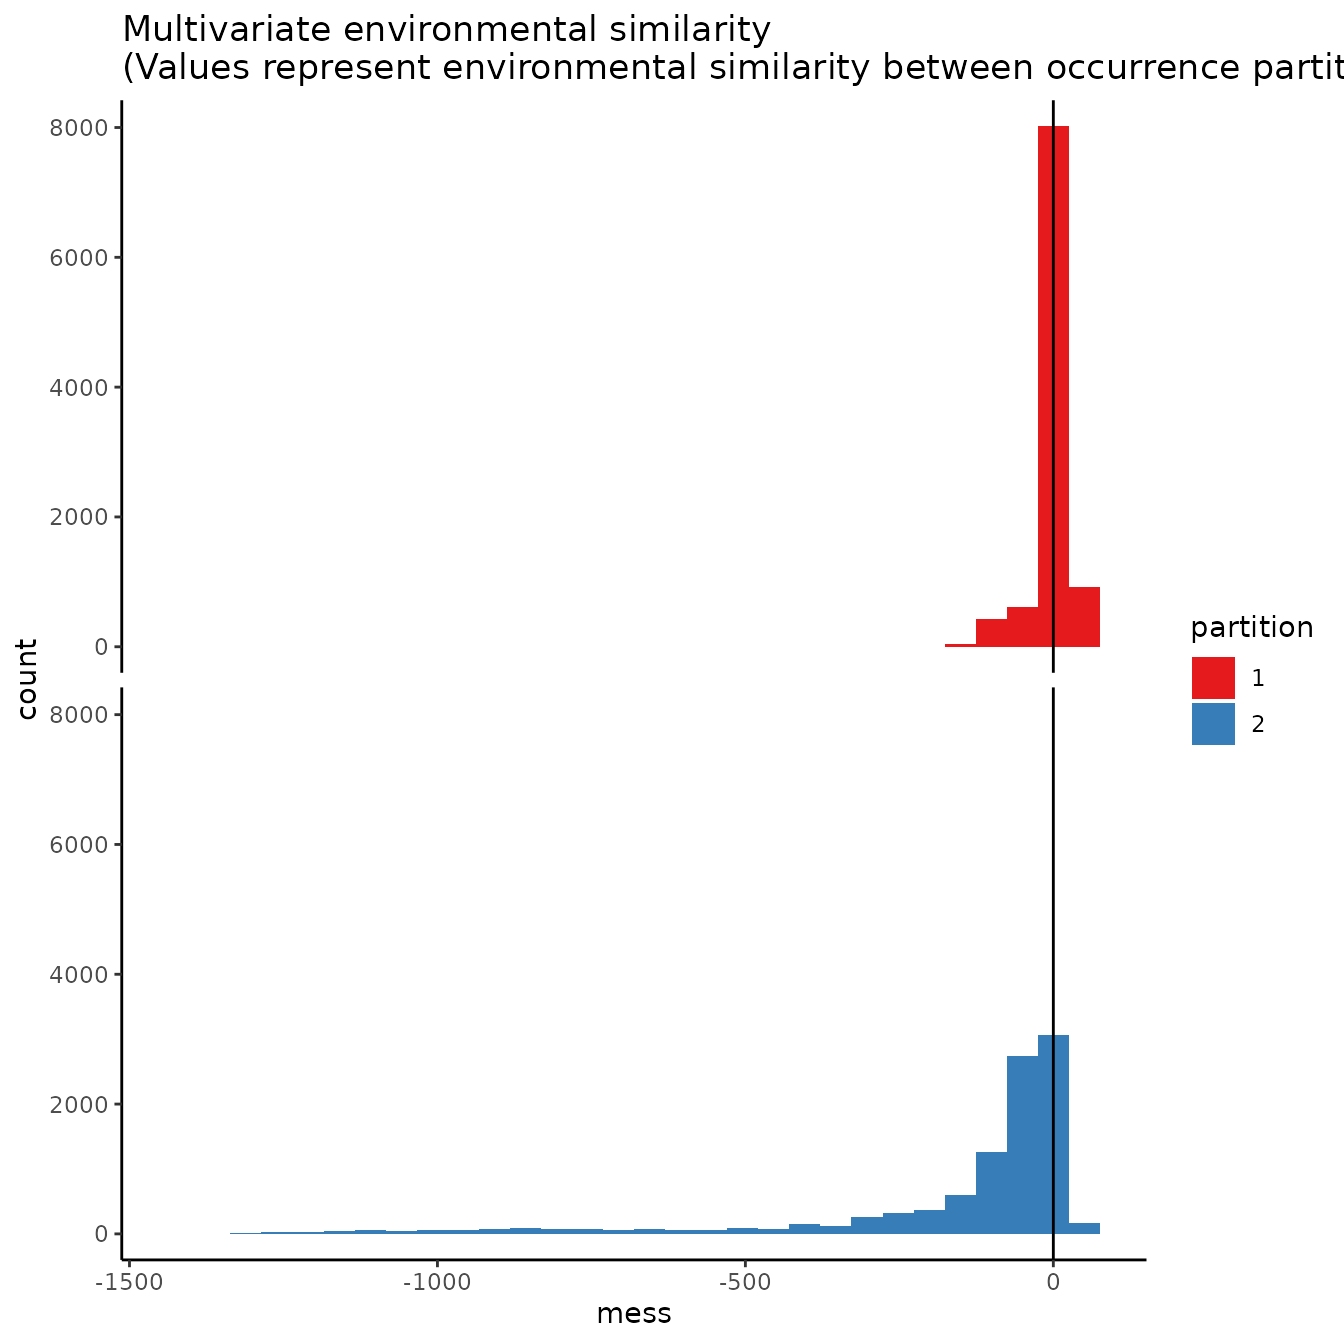 Multivariate environmental similarity
(Values represent environmental similarity between occurrence partit
8000
6000
4000
2000
0
count
8000
6000
4000
2000
0
-1500 -1000 -500 0
mess
partition
1
2